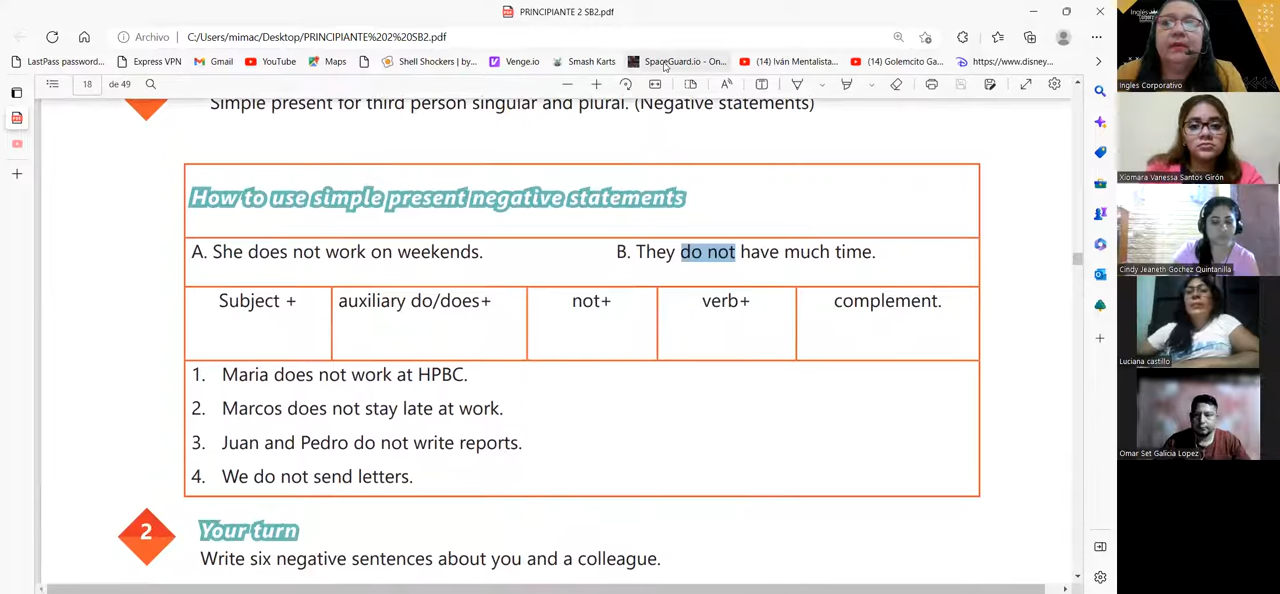 PRINCIPIANTE 2 SB2.pdf
Archivo C:/Users/mimac/Desktop/PRINCIPIANTE%202%20SB2.pdf
LastPass password... Express VPN Gmail YouTube Maps Shell Shockers | by... Venge.io Smash Karts SpaceGuard.io - On... (14) Iván Mentalista... (14) Golemcito Ga... https://www.disney...
18 de 49
Simple present for third person singular and plural. (Negative statements)
How to use simple present negative statements
A. She does not work on weekends. B. They do not have much time.
Subject + auxiliary do/does+ not+ verb+ complement.
1. Maria does not work at HPBC.
2. Marcos does not stay late at work.
3. Juan and Pedro do not write reports.
4. We do not send letters.
2 Your turn
Write six negative sentences about you and a colleague.
Inglés
Ingles Corporativo
Xiomara Vanessa Santos Girón
Cindy Jeaneth Gochez Quintanilla
Luciana castillo
Omar Set Galicia Lopez